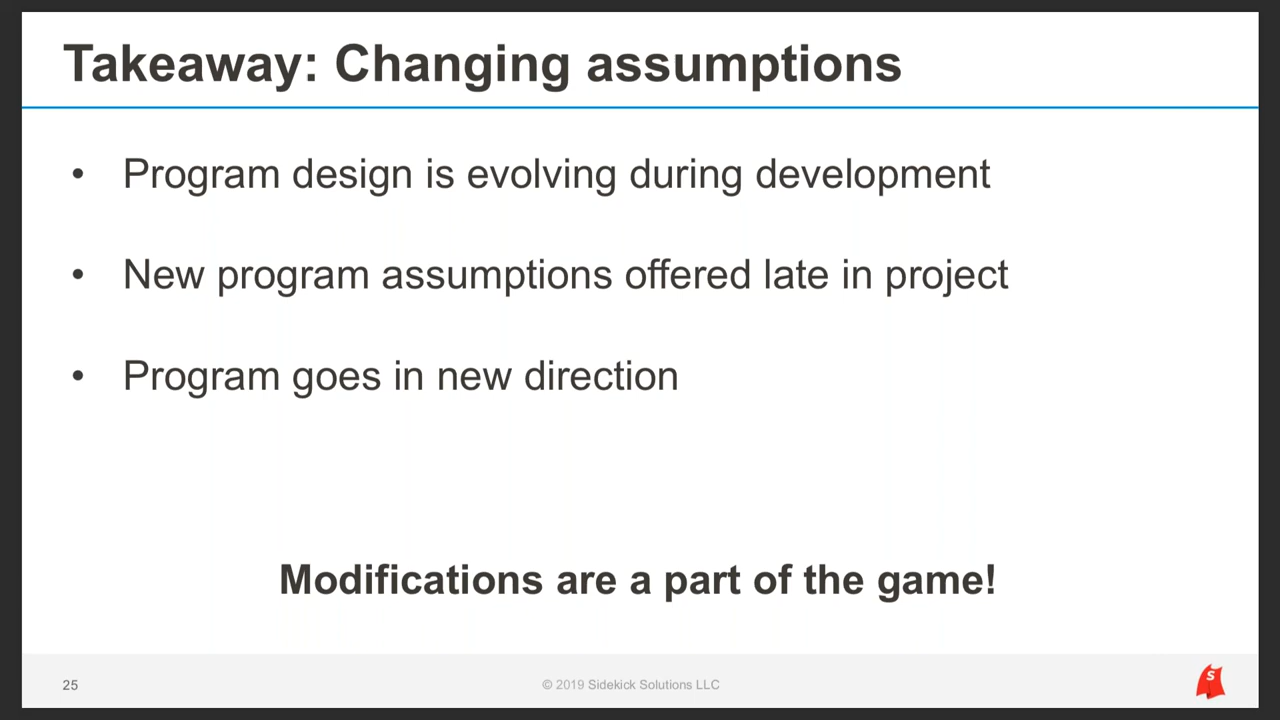 Takeaway: Changing assumptions
• Program design is evolving during development
• New program assumptions offered late in project
• Program goes in new direction
Modifications are a part of the game!
25
© 2019 Sidekick Solutions LLC
S